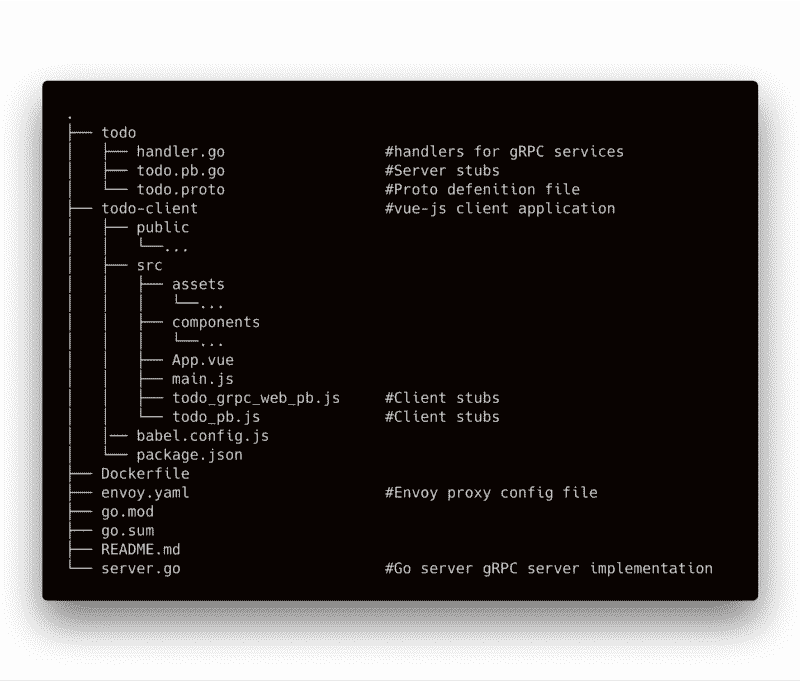 .
├── todo
│   ├── handler.go                  #handlers for gRPC services
│   ├── todo.pb.go                  #Server stubs
│   └── todo.proto                  #Proto defenition file
├── todo-client                     #vue-js client application
│   ├── public
│   │   └──...
│   ├── src
│   │   ├── assets
│   │   │   └──...
│   │   ├── components
│   │   │   └──...
│   │   ├── App.vue
│   │   ├── main.js
│   │   ├── todo_grpc_web_pb.js     #Client stubs
│   │   └── todo_pb.js              #Client stubs
│   │── babel.config.js
│   └── package.json
├── Dockerfile
├── envoy.yaml                      #Envoy proxy config file
├── go.mod
├── go.sum
├── README.md
└── server.go                       #Go server gRPC server implementation